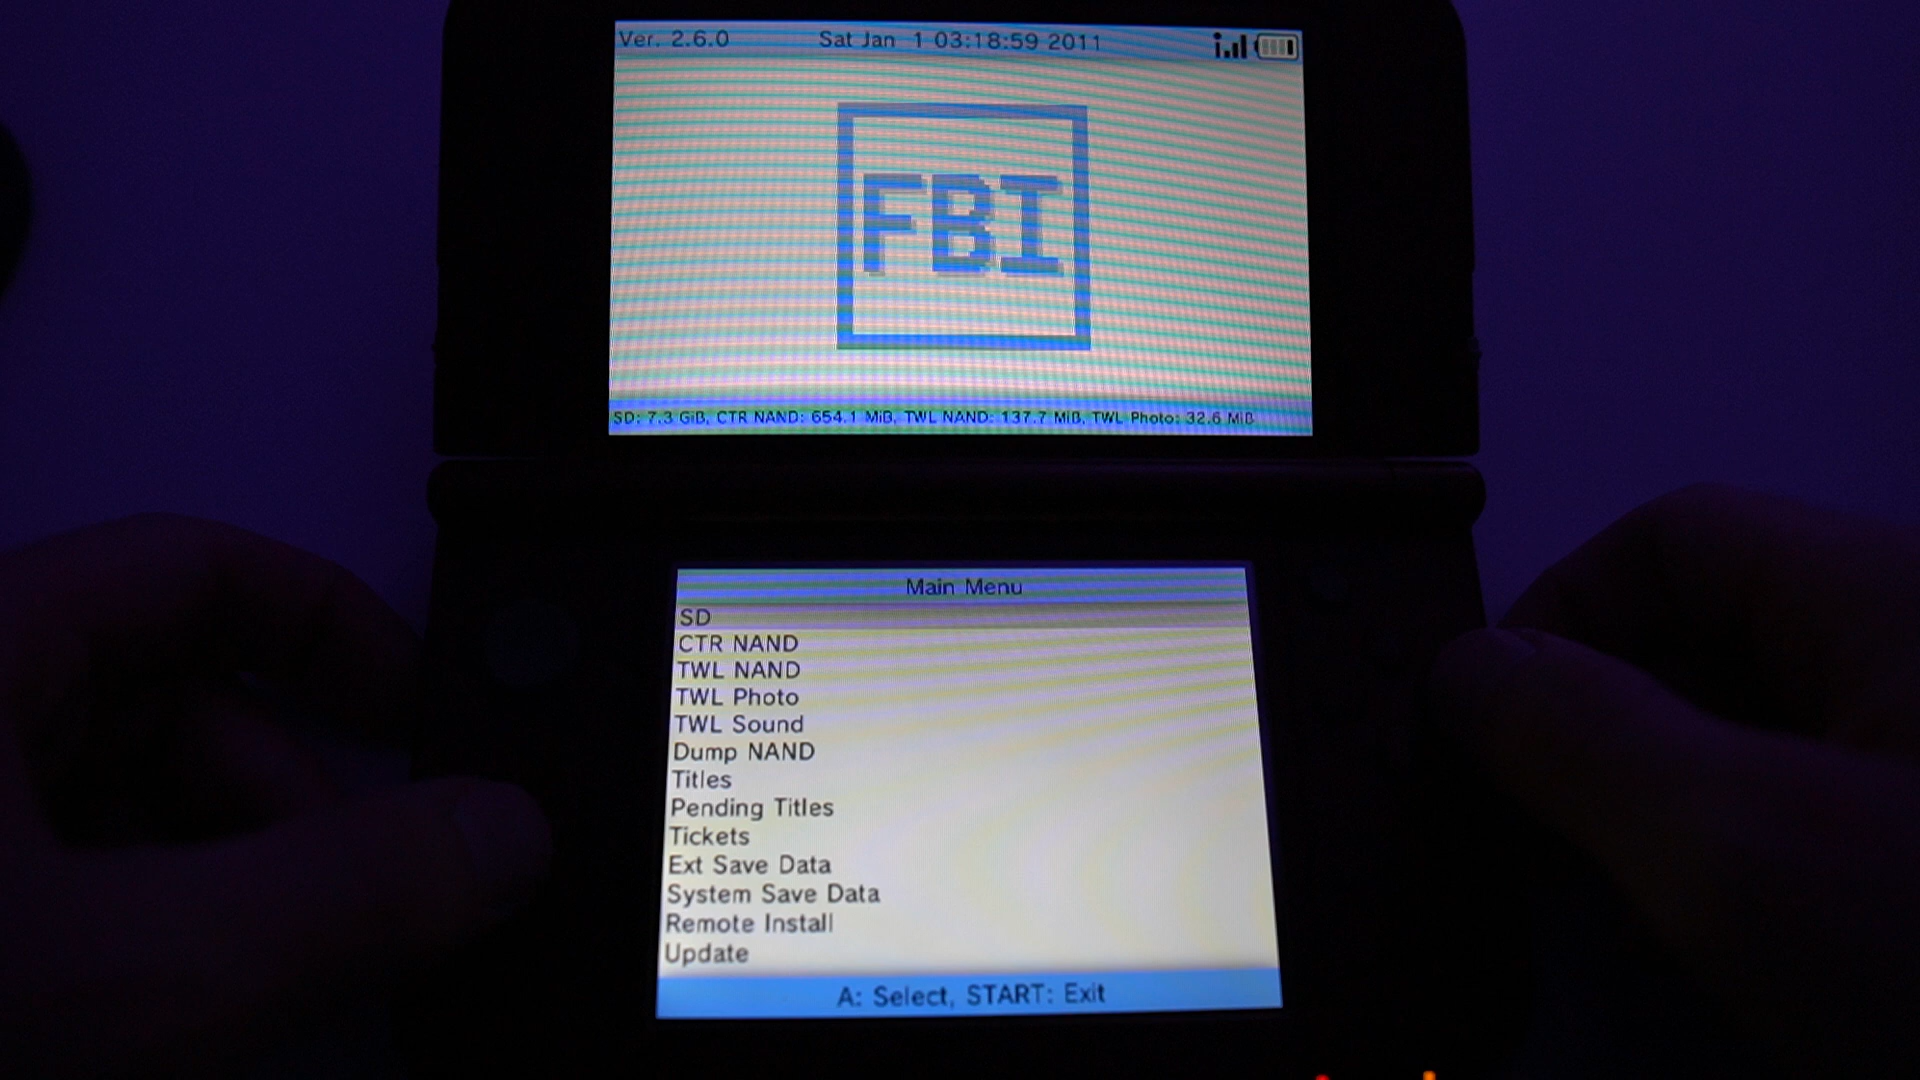 Ver. 2.6.0 Sat Jan 1 03:18:59 2011
FBI
SD: 7.3 GiB, CTR NAND: 654.1 MiB, TWL NAND: 137.7 MiB, TWL Photo: 32.6 MiB
Main Menu
SD
CTR NAND
TWL NAND
TWL Photo
TWL Sound
Dump NAND
Titles
Pending Titles
Tickets
Ext Save Data
System Save Data
Remote Install
Update
A: Select, START: Exit